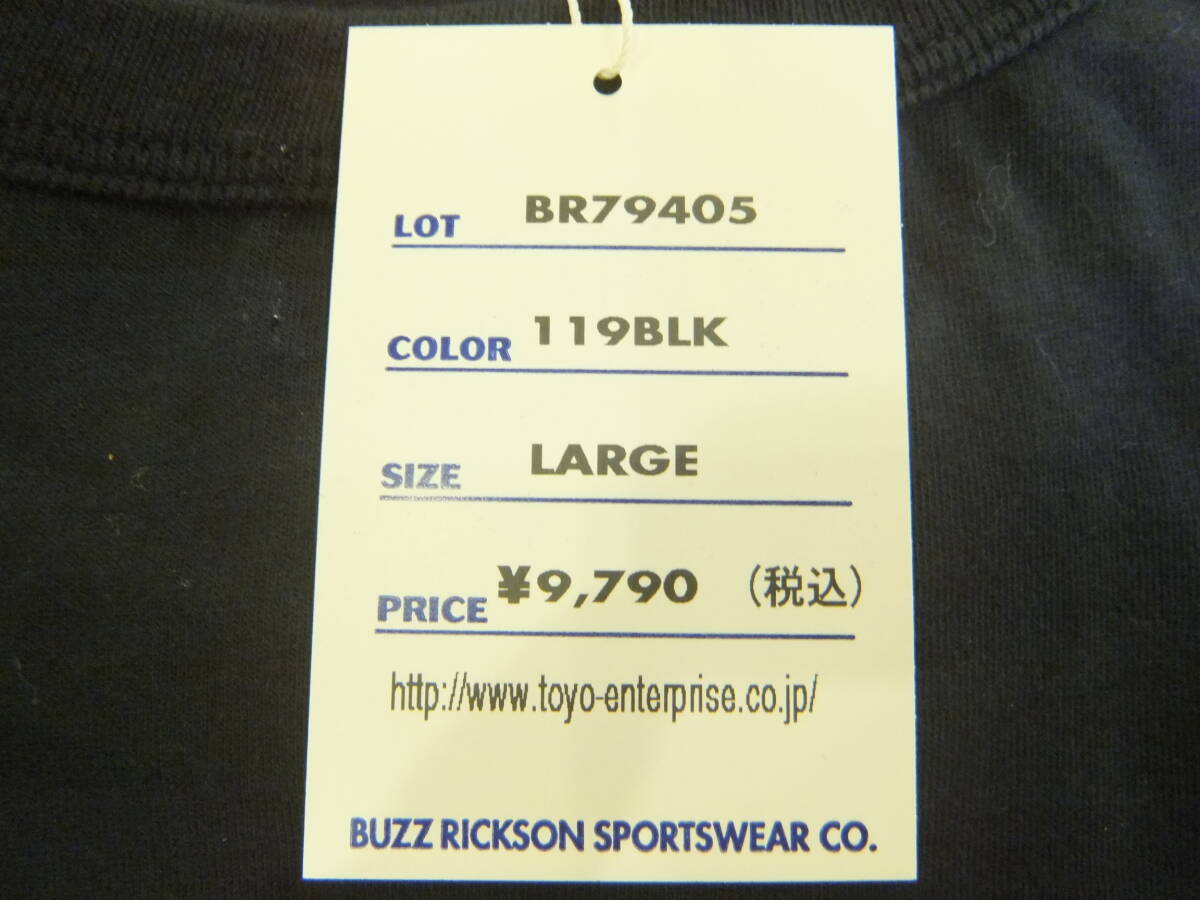 LOT BR79405
COLOR 119BLK
SIZE LARGE
PRICE ¥9,790 (税込)
http://www.toyo-enterprise.co.jp/
BUZZ RICKSON SPORTSWEAR CO.